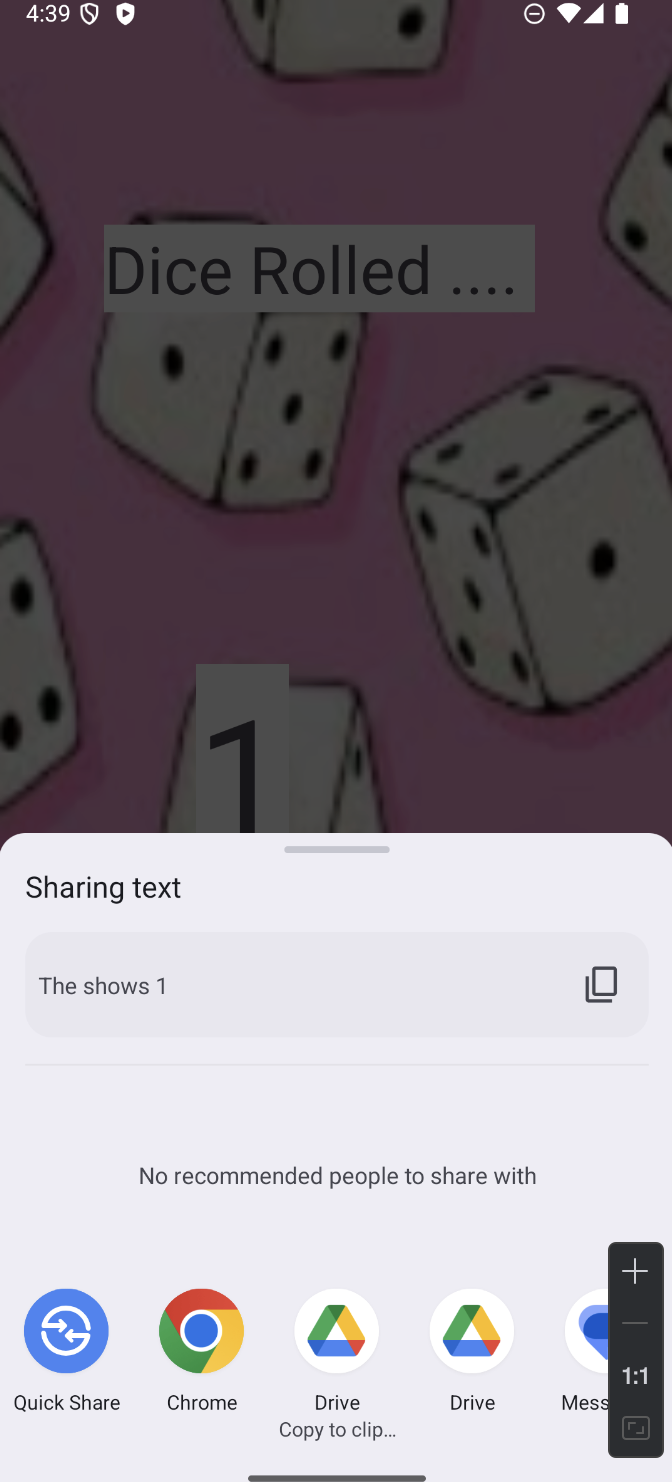 4:39
Dice Rolled ....
1
Sharing text
The shows 1
No recommended people to share with
Quick Share
Chrome
Drive
Drive
Mess
Copy to clip...
1:1